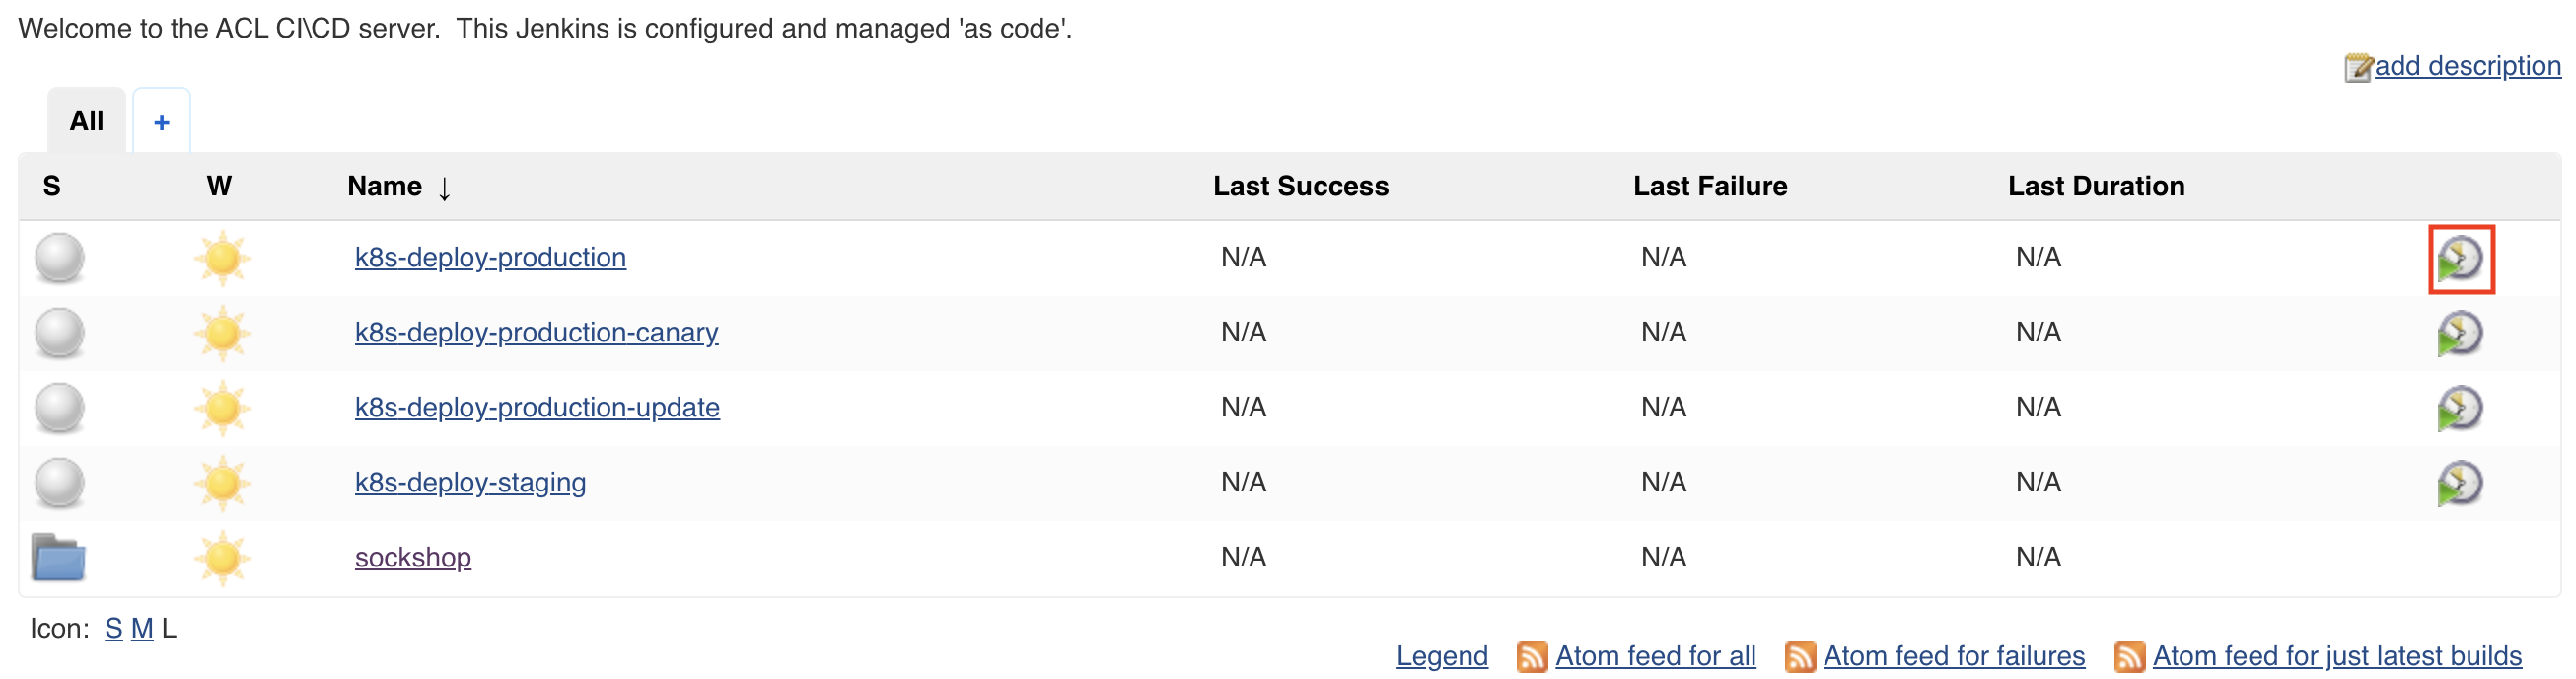 Welcome to the ACL CI\CD server.  This Jenkins is configured and managed 'as code'.
add description
All +
S W Name ↓ Last Success Last Failure Last Duration
k8s-deploy-production N/A N/A N/A
k8s-deploy-production-canary N/A N/A N/A
k8s-deploy-production-update N/A N/A N/A
k8s-deploy-staging N/A N/A N/A
sockshop N/A N/A N/A
Icon: S M L
Legend Atom feed for all Atom feed for failures Atom feed for just latest builds